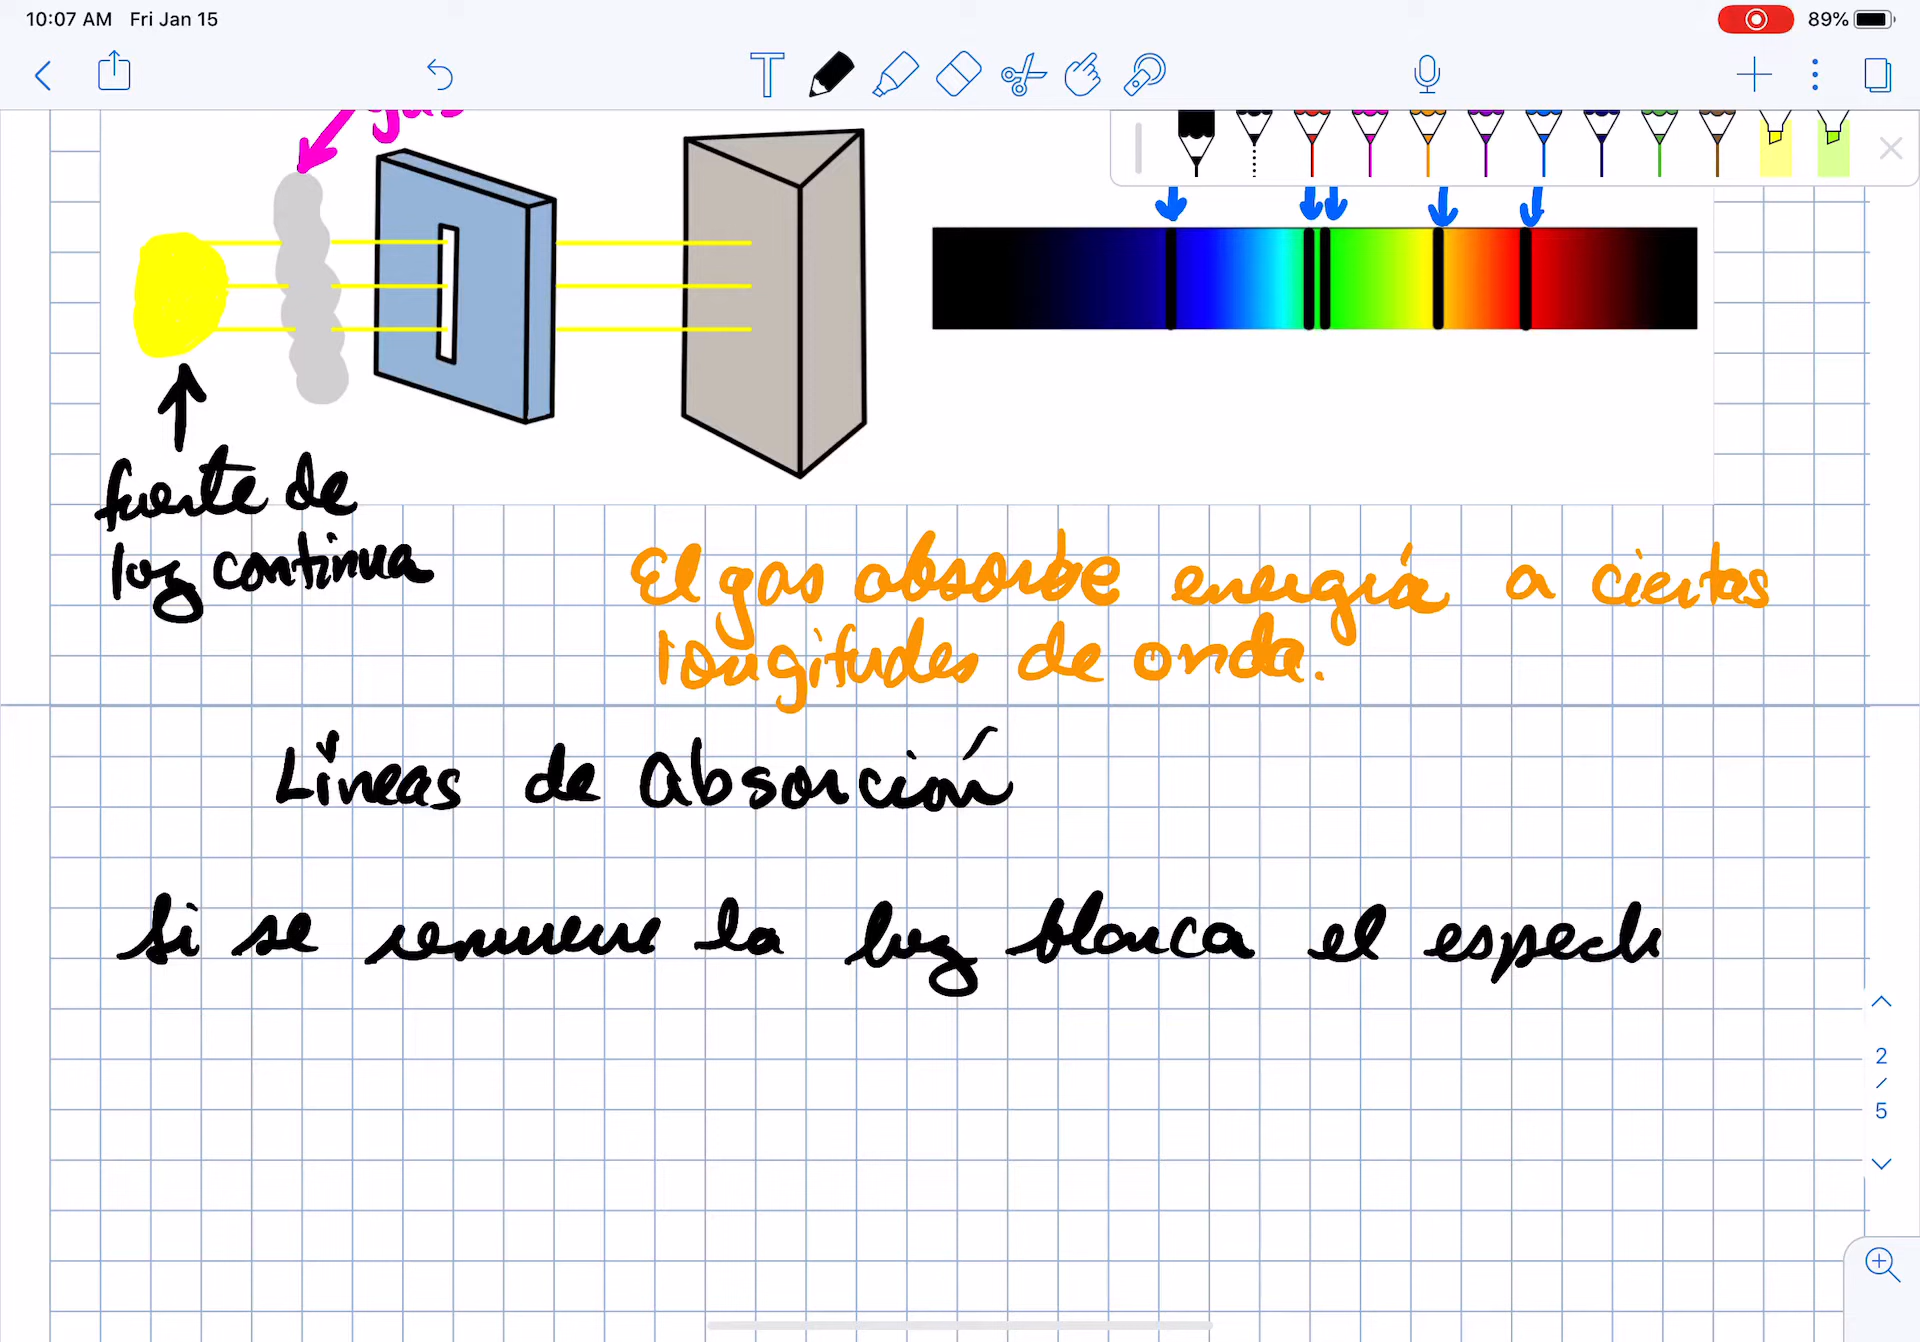 10:07 AM Fri Jan 15
89%
T
gas
fuente de
luz continua
El gas absorbe energía a ciertas
longitudes de onda.
Líneas de absorción
Si se remueve la luz blanca el espect
2
/
5